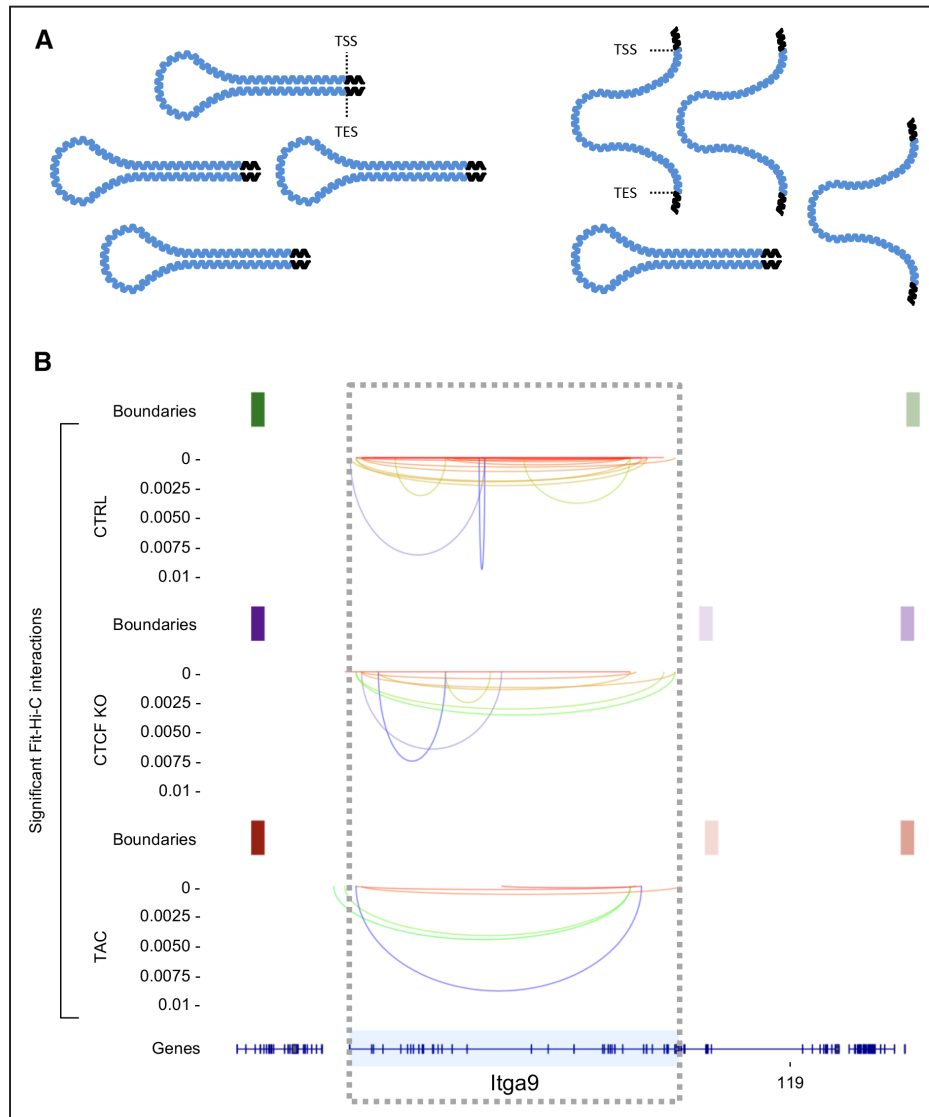 A
TSS
TES
TSS
TES
B
Boundaries
Significant Fit-Hi-C interactions
CTRL
0 -
0.0025 -
0.0050 -
0.0075 -
0.01 -
Boundaries
CTCF KO
0 -
0.0025 -
0.0050 -
0.0075 -
0.01 -
Boundaries
TAC
0 -
0.0025 -
0.0050 -
0.0075 -
0.01 -
Genes
Itga9
119